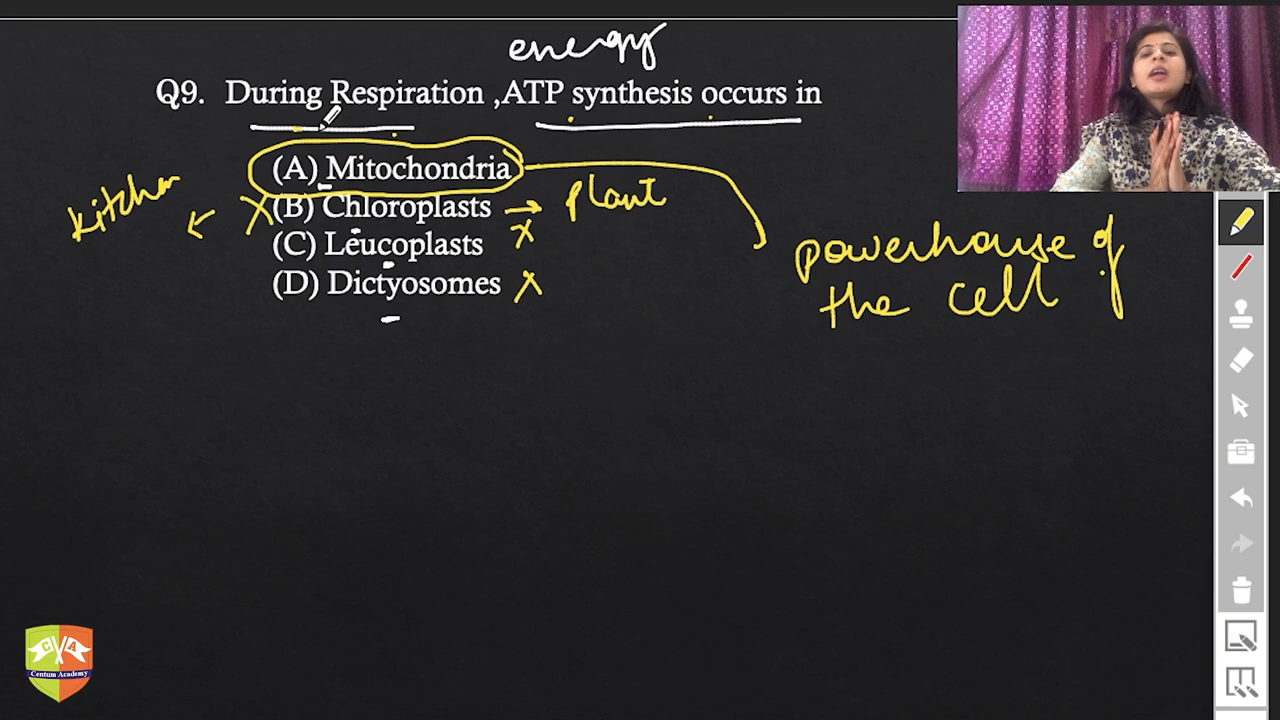 energy
Q9. During Respiration ,ATP synthesis occurs in
(A) Mitochondria
(B) Chloroplasts
plant
kitchen
(C) Leucoplasts
(D) Dictyosomes
powerhouse of
the cell
C A
Centum Academy